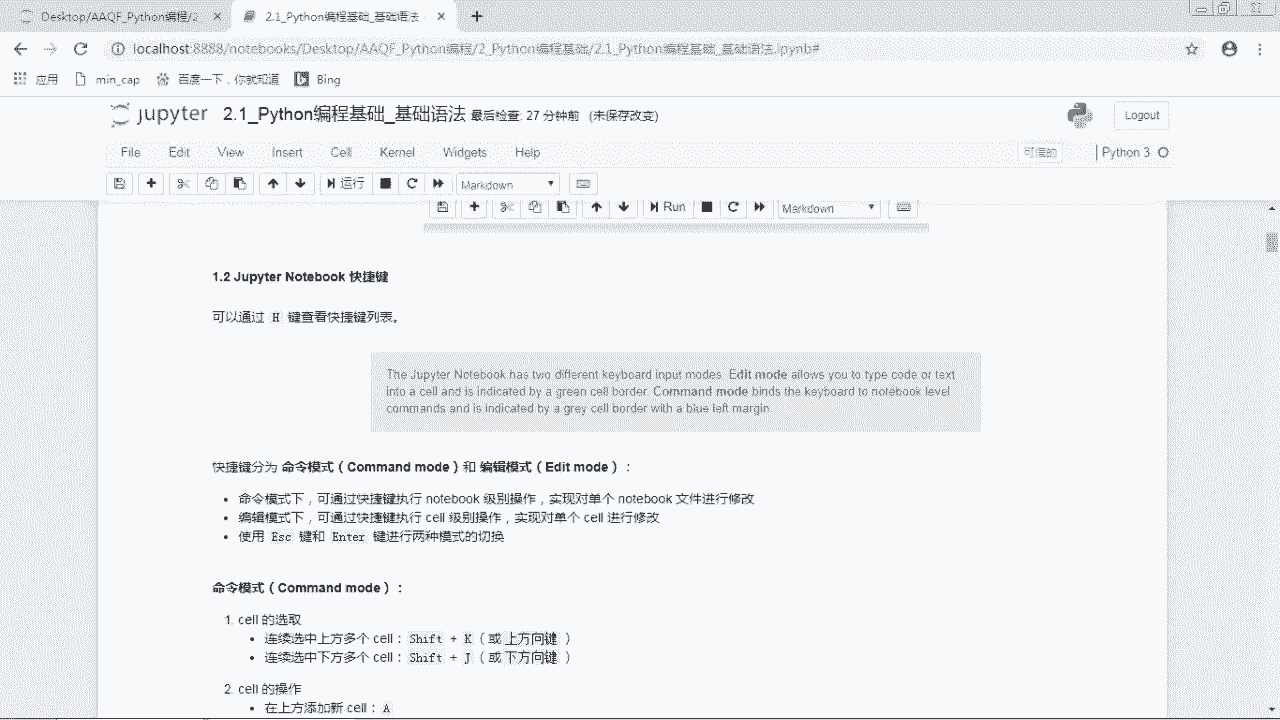 Desktop/AAQF_Python编程/2
2.1_Python编程基础_基础语法
localhost:8888/notebooks/Desktop/AAQF_Python编程/2_Python编程基础/2.1_Python编程基础_基础语法.ipynb#
应用 min_cap 百度一下，你就知道 Bing
jupyter 2.1_Python编程基础_基础语法 最后检查: 27 分钟前 (未保存改变) Logout
File Edit View Insert Cell Kernel Widgets Help 可信的 Python 3
运行 Markdown
Run Markdown
1.2 Jupyter Notebook 快捷键
可以通过 H 键查看快捷键列表。
The Jupyter Notebook has two different keyboard input modes. Edit mode allows you to type code or text
into a cell and is indicated by a green cell border. Command mode binds the keyboard to notebook level
commands and is indicated by a grey cell border with a blue left margin.
快捷键分为 命令模式（Command mode）和 编辑模式（Edit mode）：
• 命令模式下，可通过快捷键执行 notebook 级别操作，实现对单个 notebook 文件进行修改
• 编辑模式下，可通过快捷键执行 cell 级别操作，实现对单个 cell 进行修改
• 使用 Esc 键和 Enter 键进行两种模式的切换
命令模式（Command mode）：
1. cell 的选取
• 连续选中上方多个 cell： Shift + K（或 上方向键 ）
• 连续选中下方多个 cell： Shift + J（或 下方向键 ）
2. cell 的操作
• 在上方添加新 cell： A